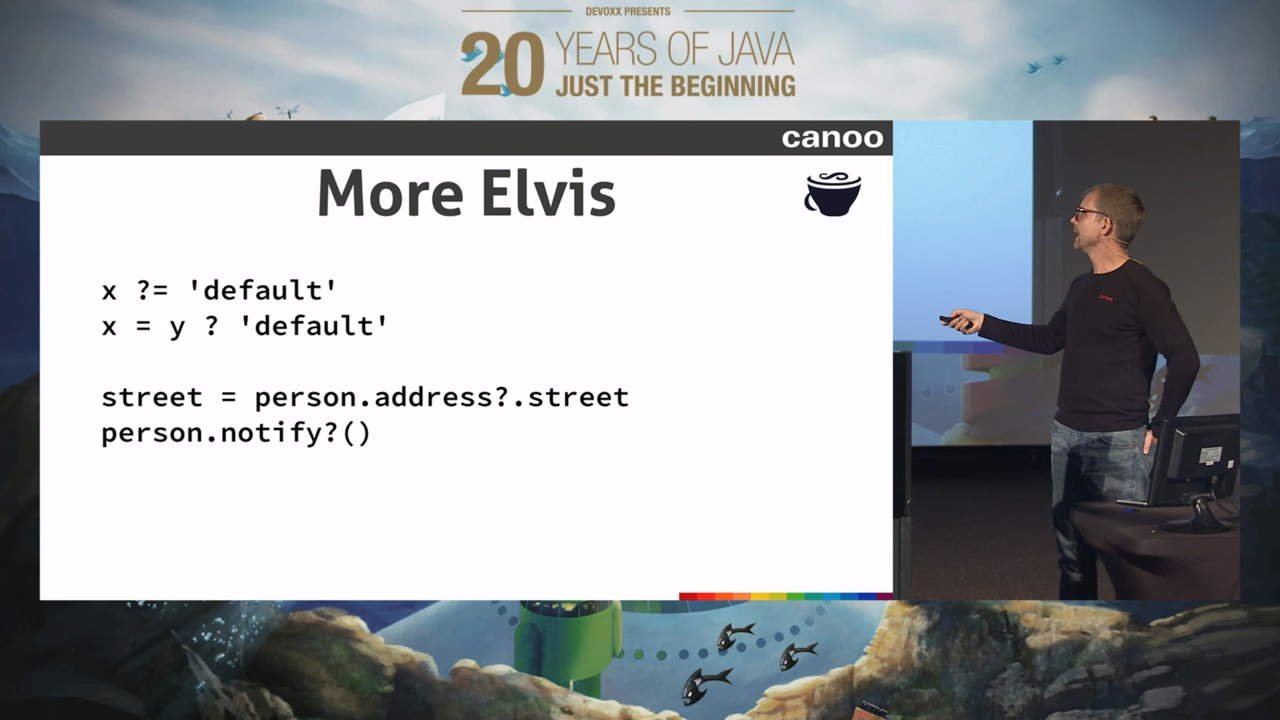 DEVOXX PRESENTS
20 YEARS OF JAVA
JUST THE BEGINNING
canoo
More Elvis
x ?= 'default'
x = y ? 'default'
street = person.address?.street
person.notify?()